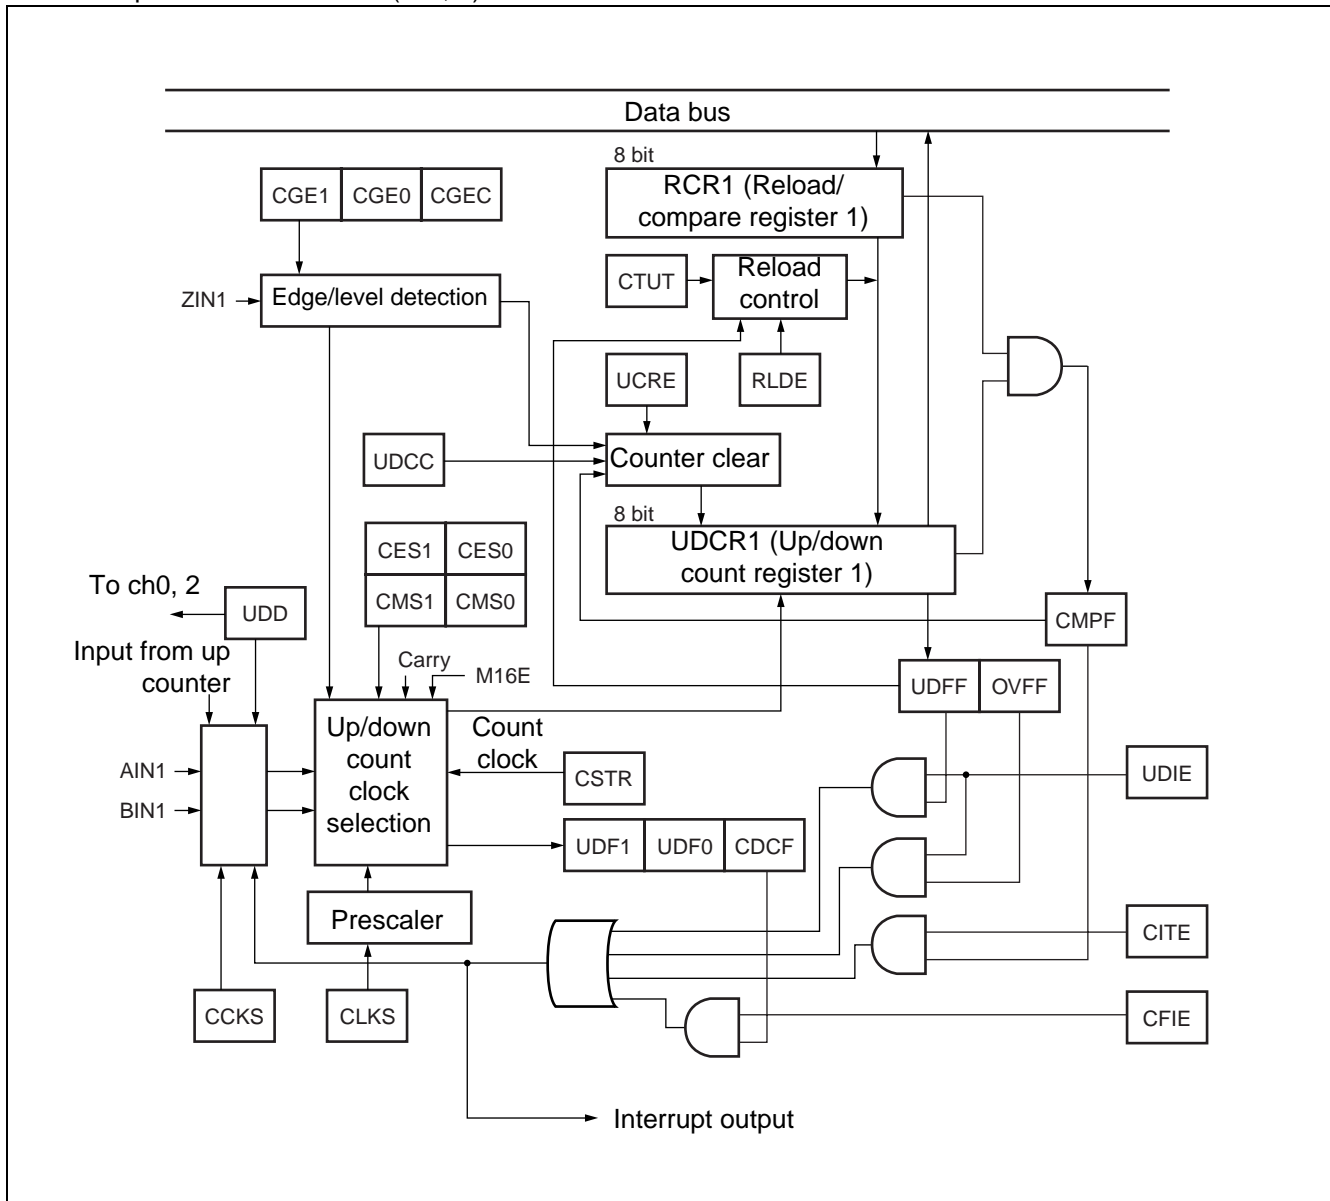 Data bus
8 bit
RCR1 (Reload/
compare register 1)
CGE1 CGE0 CGEC
CTUT
Reload
control
ZIN1
Edge/level detection
UCRE
RLDE
UDCC
Counter clear
8 bit
UDCR1 (Up/down
count register 1)
CES1 CES0
CMS1 CMS0
To ch0, 2
UDD
CMPF
Input from up
counter
Carry
M16E
UDFF OVFF
Up/down
count
clock
selection
Count
clock
AIN1
BIN1
CSTR
UDIE
UDF1 UDF0 CDCF
Prescaler
CITE
CCKS
CLKS
CFIE
Interrupt output